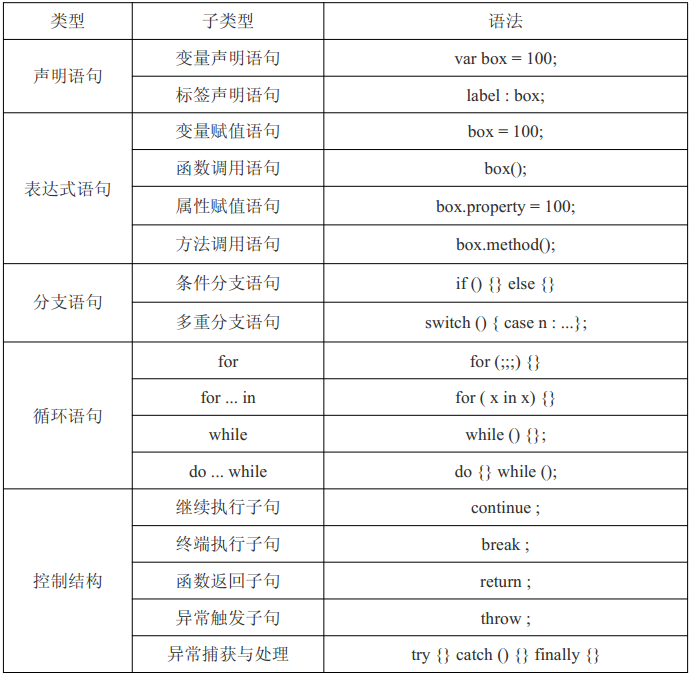 类型 子类型 语法
声明语句 变量声明语句 var box = 100;
标签声明语句 label : box;
表达式语句 变量赋值语句 box = 100;
函数调用语句 box();
属性赋值语句 box.property = 100;
方法调用语句 box.method();
分支语句 条件分支语句 if () {} else {}
多重分支语句 switch () { case n : ...};
循环语句 for for (;;;) {}
for ... in for ( x in x) {}
while while () {};
do ... while do {} while ();
控制结构 继续执行子句 continue ;
终端执行子句 break ;
函数返回子句 return ;
异常触发子句 throw ;
异常捕获与处理 try {} catch () {} finally {}